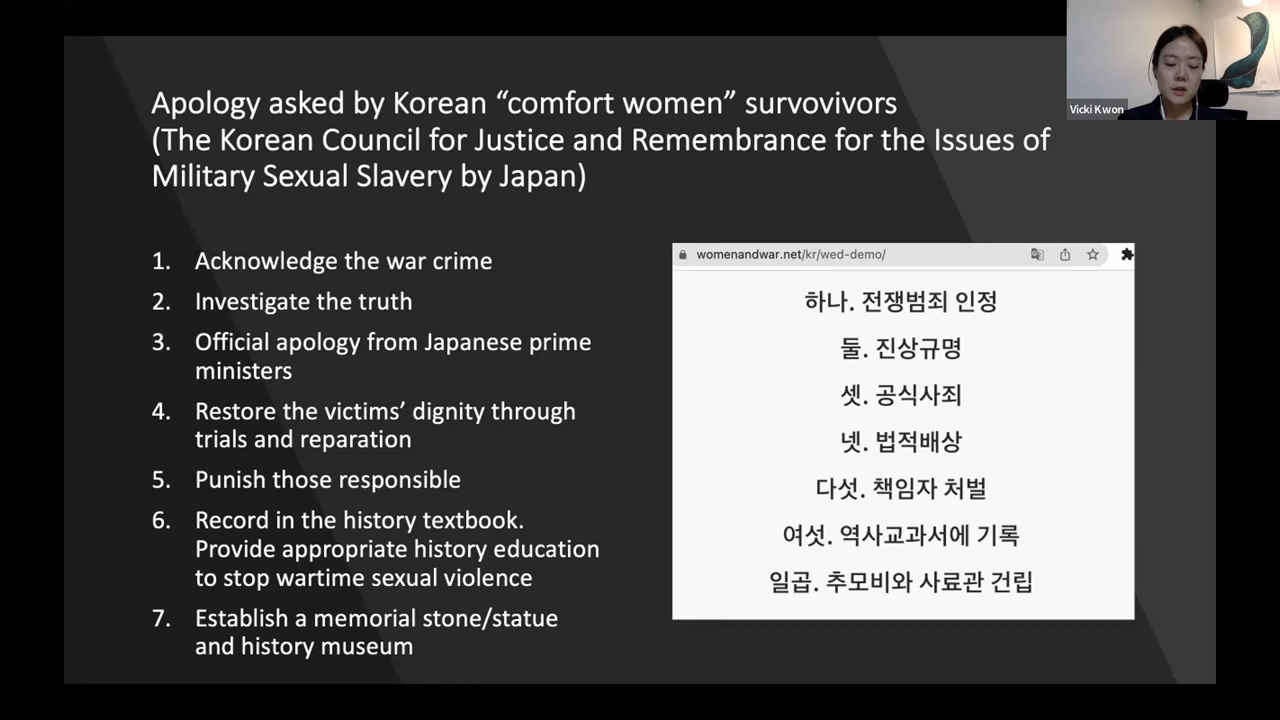 Apology asked by Korean “comfort women” survovivors
(The Korean Council for Justice and Remembrance for the Issues of
Military Sexual Slavery by Japan)
1. Acknowledge the war crime
2. Investigate the truth
3. Official apology from Japanese prime
ministers
4. Restore the victims’ dignity through
trials and reparation
5. Punish those responsible
6. Record in the history textbook.
Provide appropriate history education
to stop wartime sexual violence
7. Establish a memorial stone/statue
and history museum
womenandwar.net/kr/wed-demo/
하나. 전쟁범죄 인정
둘. 진상규명
셋. 공식사죄
넷. 법적배상
다섯. 책임자 처벌
여섯. 역사교과서에 기록
일곱. 추모비와 사료관 건립
Vicki Kwon